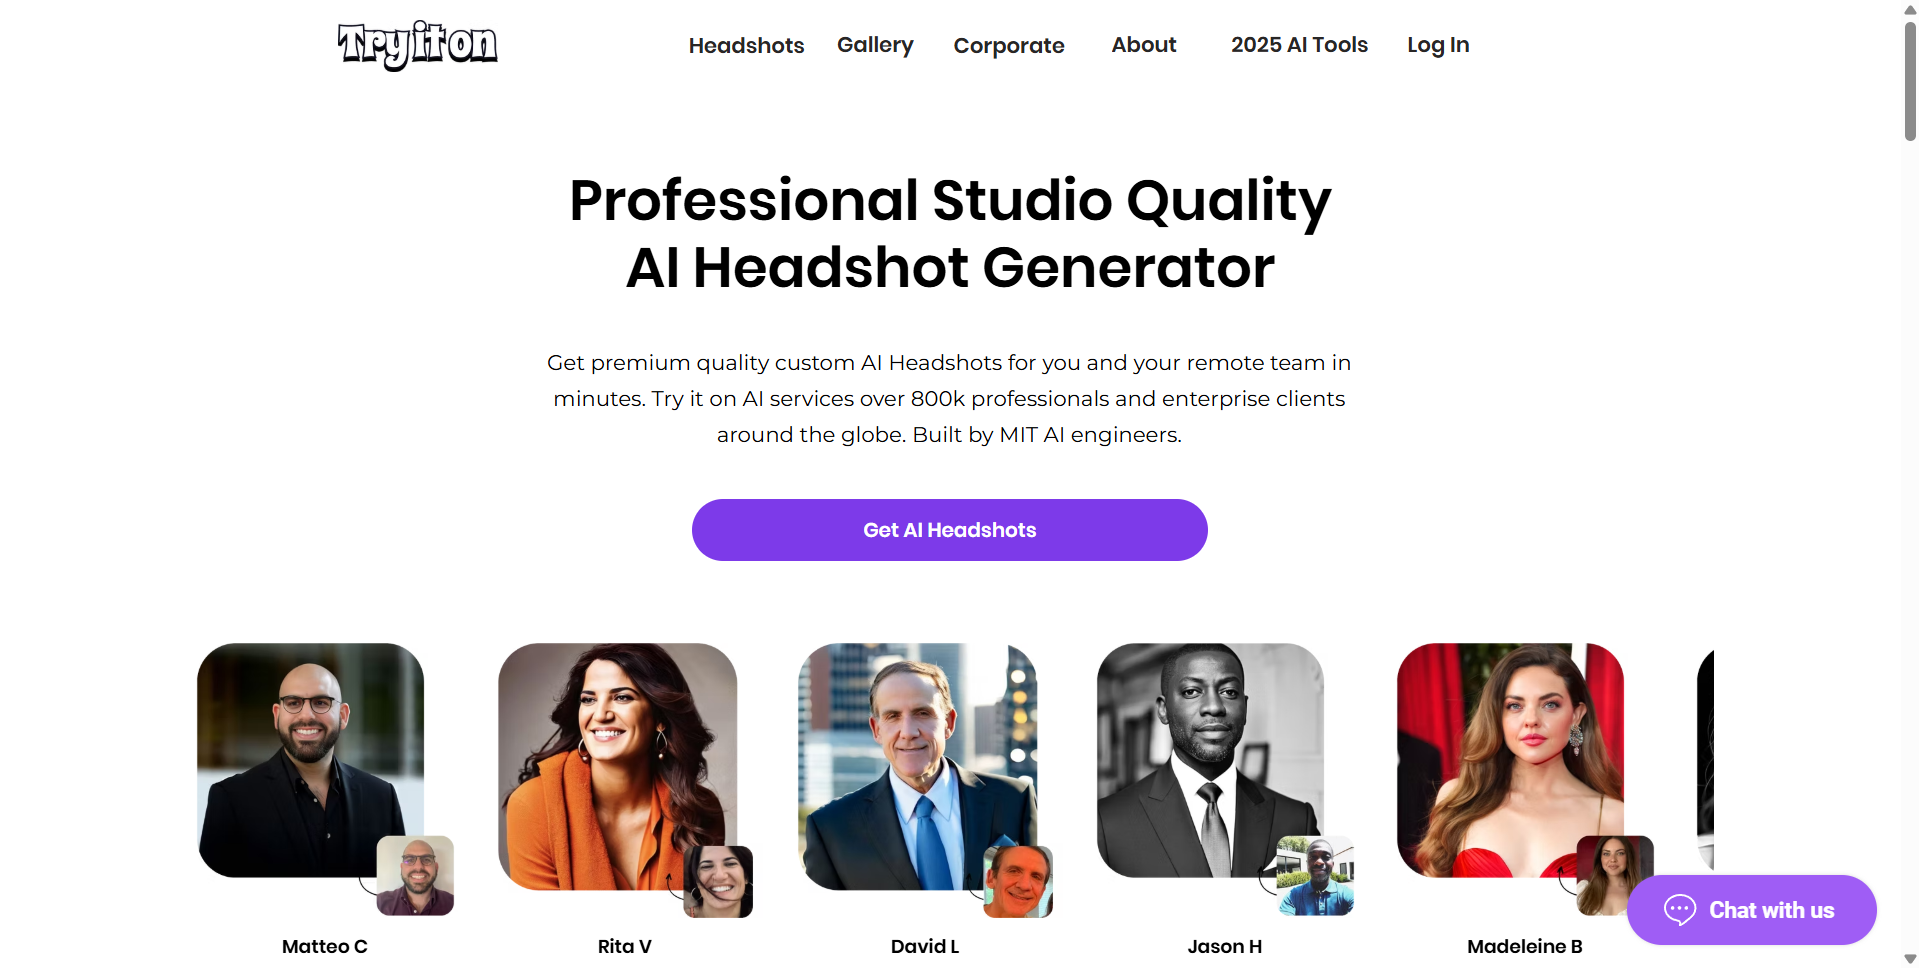 Tryiton
Headshots Gallery Corporate About 2025 AI Tools Log In
Professional Studio Quality
AI Headshot Generator
Get premium quality custom AI Headshots for you and your remote team in
minutes. Try it on AI services over 800k professionals and enterprise clients
around the globe. Built by MIT AI engineers.
Get AI Headshots
Chat with us
Matteo C
Rita V
David L
Jason H
Madeleine B